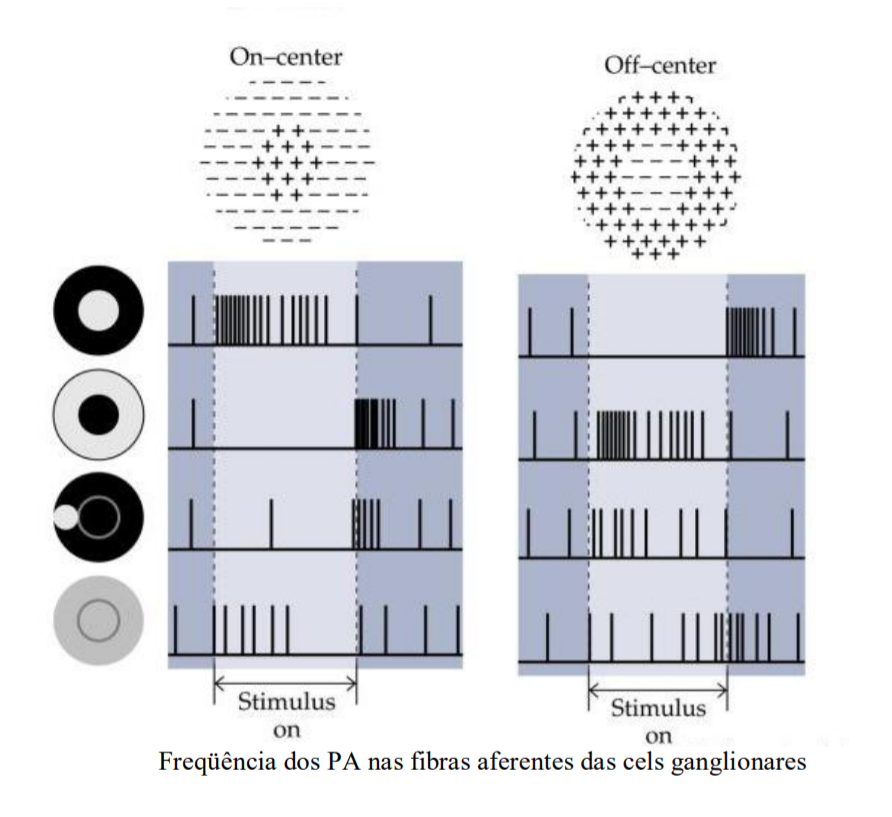 On–center
Off–center
Stimulus
on
Stimulus
on
Freqüência dos PA nas fibras aferentes das cels ganglionares